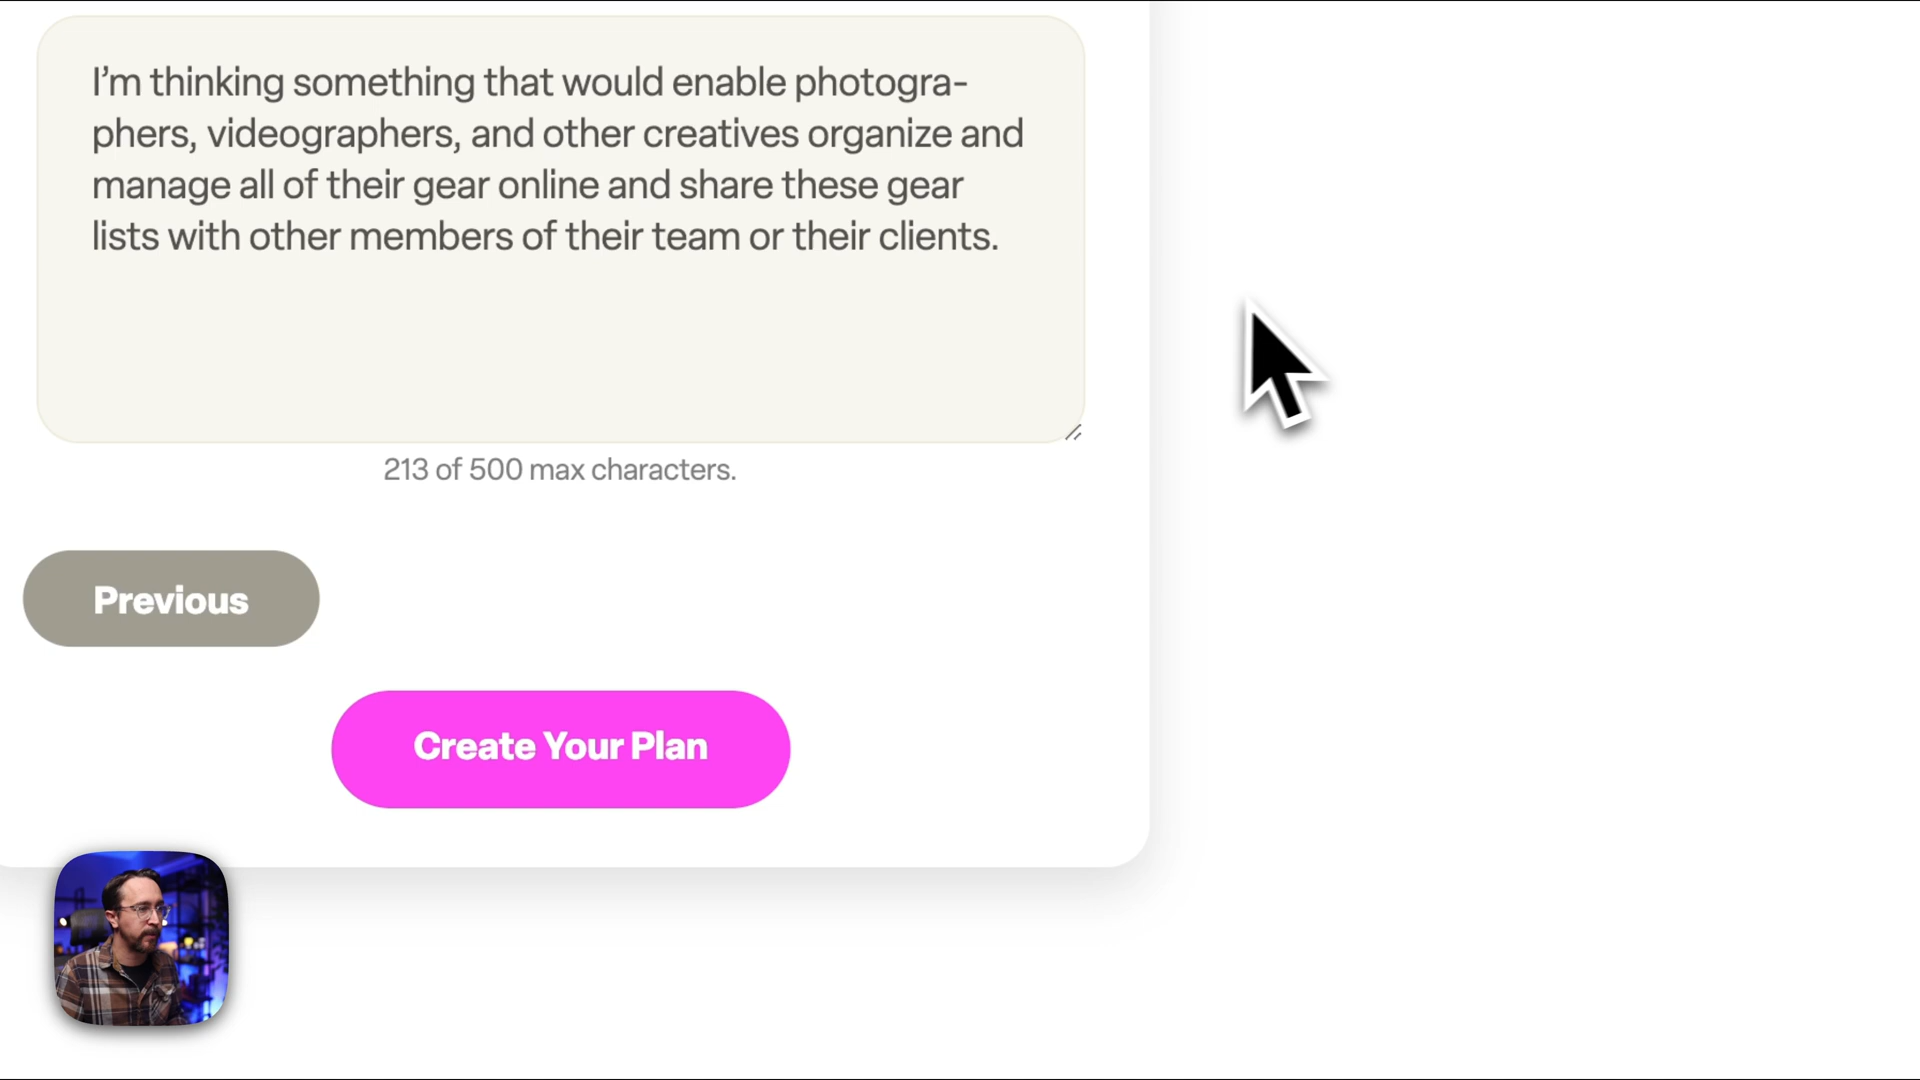 I’m thinking something that would enable photogra-
phers, videographers, and other creatives organize and
manage all of their gear online and share these gear
lists with other members of their team or their clients.
213 of 500 max characters.
Previous
Create Your Plan